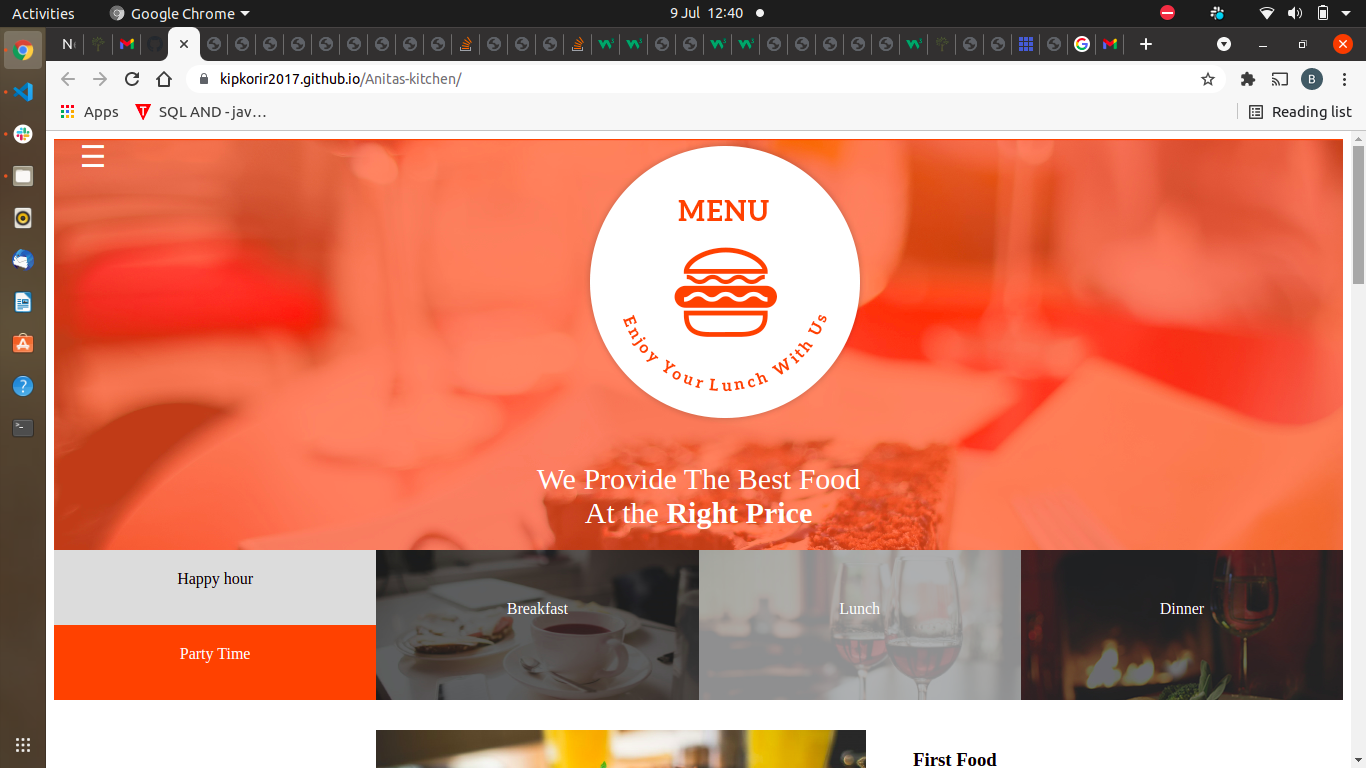 Activities
Google Chrome
9 Jul 12:40
kipkorir2017.github.io/Anitas-kitchen/
B
Apps
SQL AND - jav…
Reading list
MENU
Enjoy Your Lunch With Us
We Provide The Best Food
At the Right Price
Happy hour
Breakfast
Lunch
Dinner
Party Time
First Food